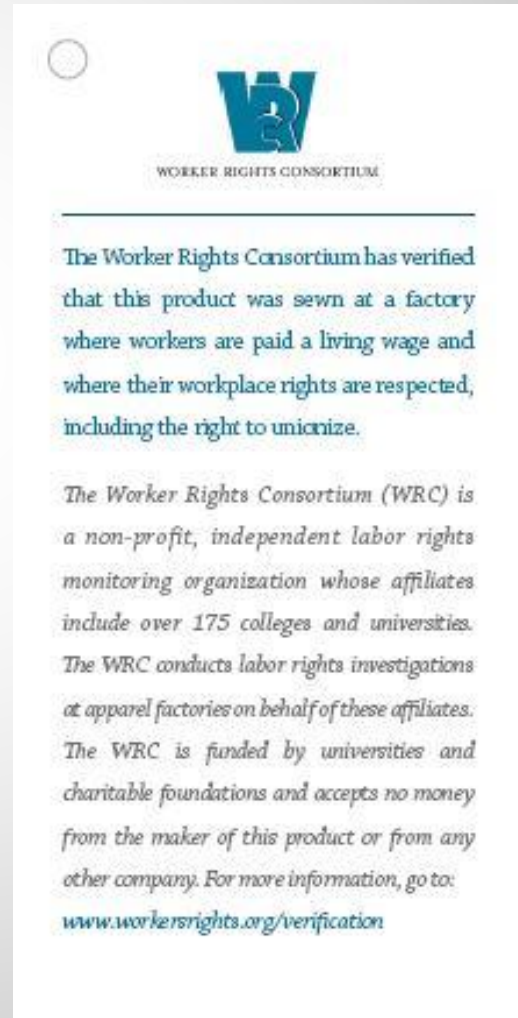 WRC
WORKER RIGHTS CONSORTIUM
The Worker Rights Consortium has verified
that this product was sewn at a factory
where workers are paid a living wage and
where their workplace rights are respected,
including the right to unionize.
The Worker Rights Consortium (WRC) is
a non-profit, independent labor rights
monitoring organization whose affiliates
include over 175 colleges and universities.
The WRC conducts labor rights investigations
at apparel factories on behalf of these affiliates.
The WRC is funded by universities and
charitable foundations and accepts no money
from the maker of this product or from any
other company. For more information, go to:
www.workersrights.org/verification